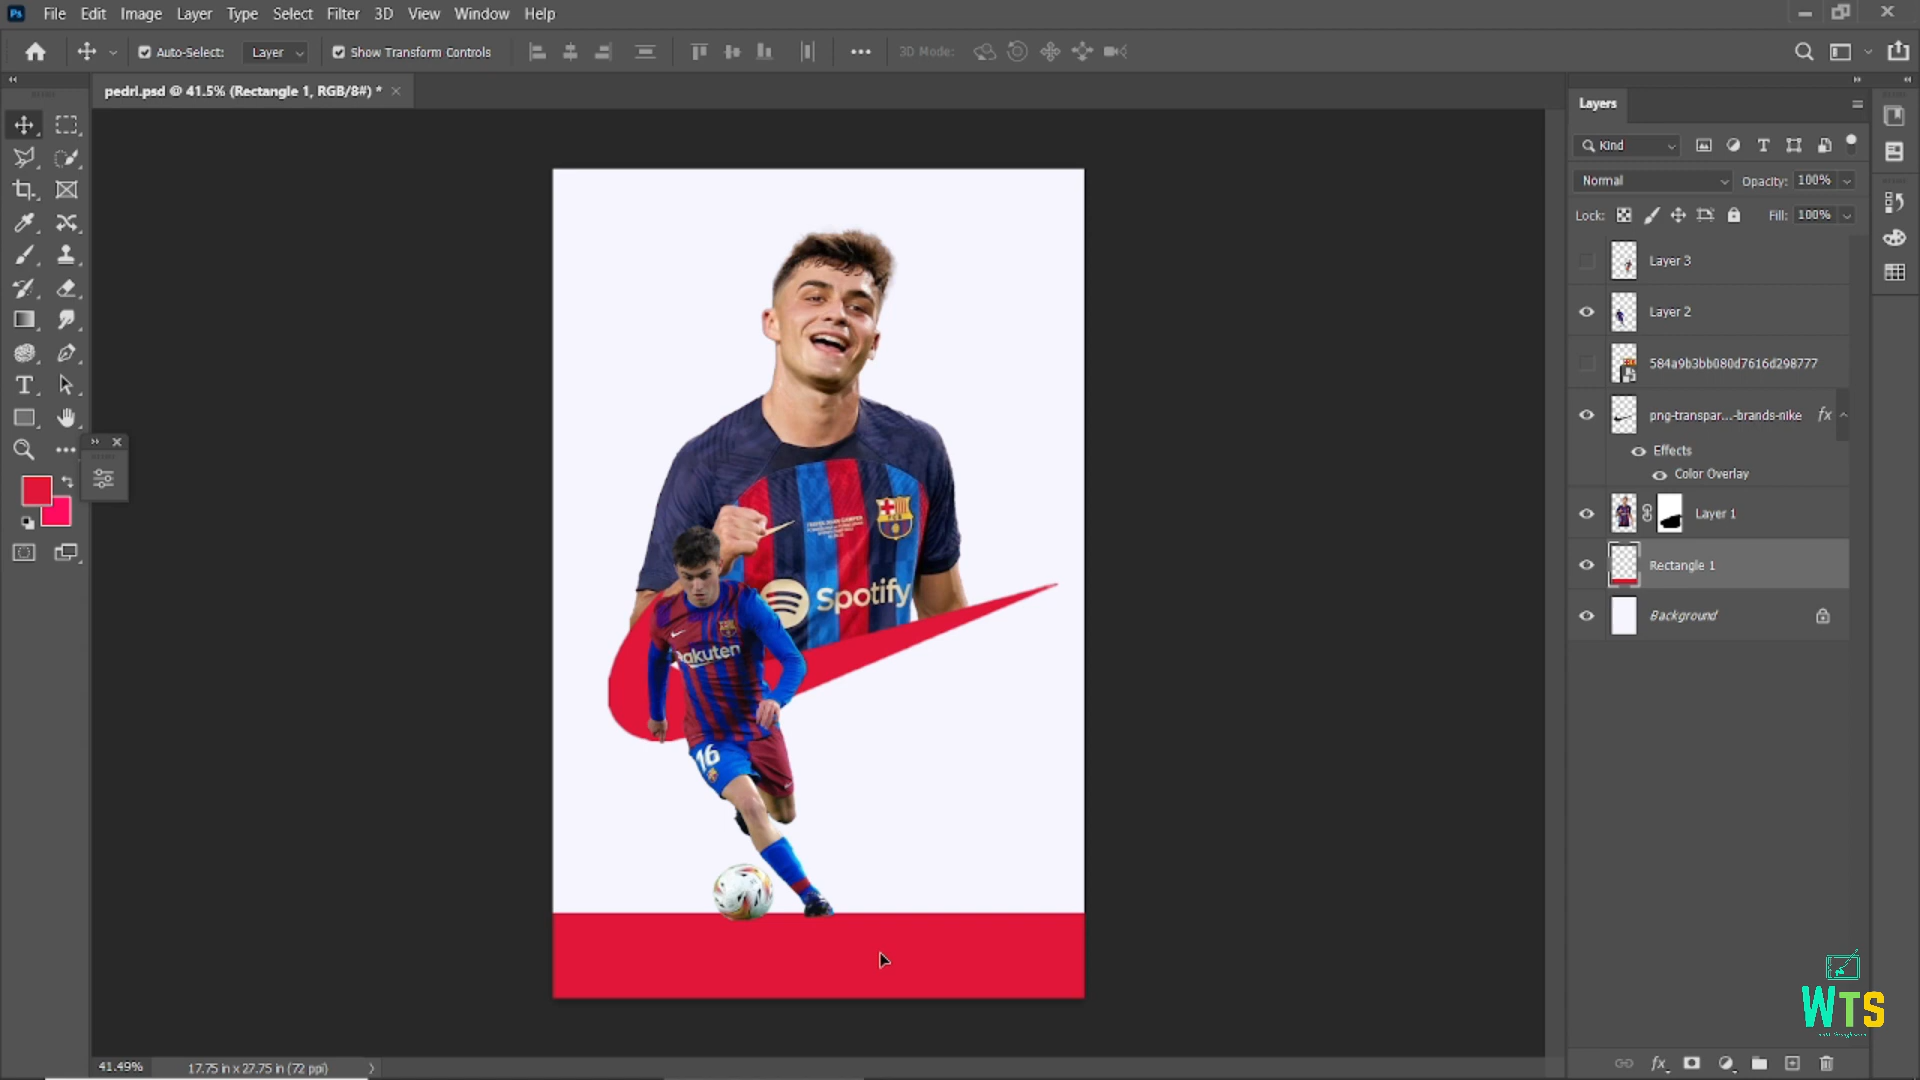 Ps File Edit Image Layer Type Select Filter 3D View Window Help
Auto-Select: Layer Show Transform Controls 3D Mode:
pedri.psd @ 41.5% (Rectangle 1, RGB/8#) *
Layers
Kind
Normal Opacity: 100%
Lock: Fill: 100%
Layer 3
Layer 2
584a9b3bb080d7616d298777
png-transpar...-brands-nike fx
Effects
Color Overlay
Layer 1
Rectangle 1
Background
Spotify
Rakuten
16
WTS
41.49% 17.75 in x 27.75 in (72 ppi)
fx